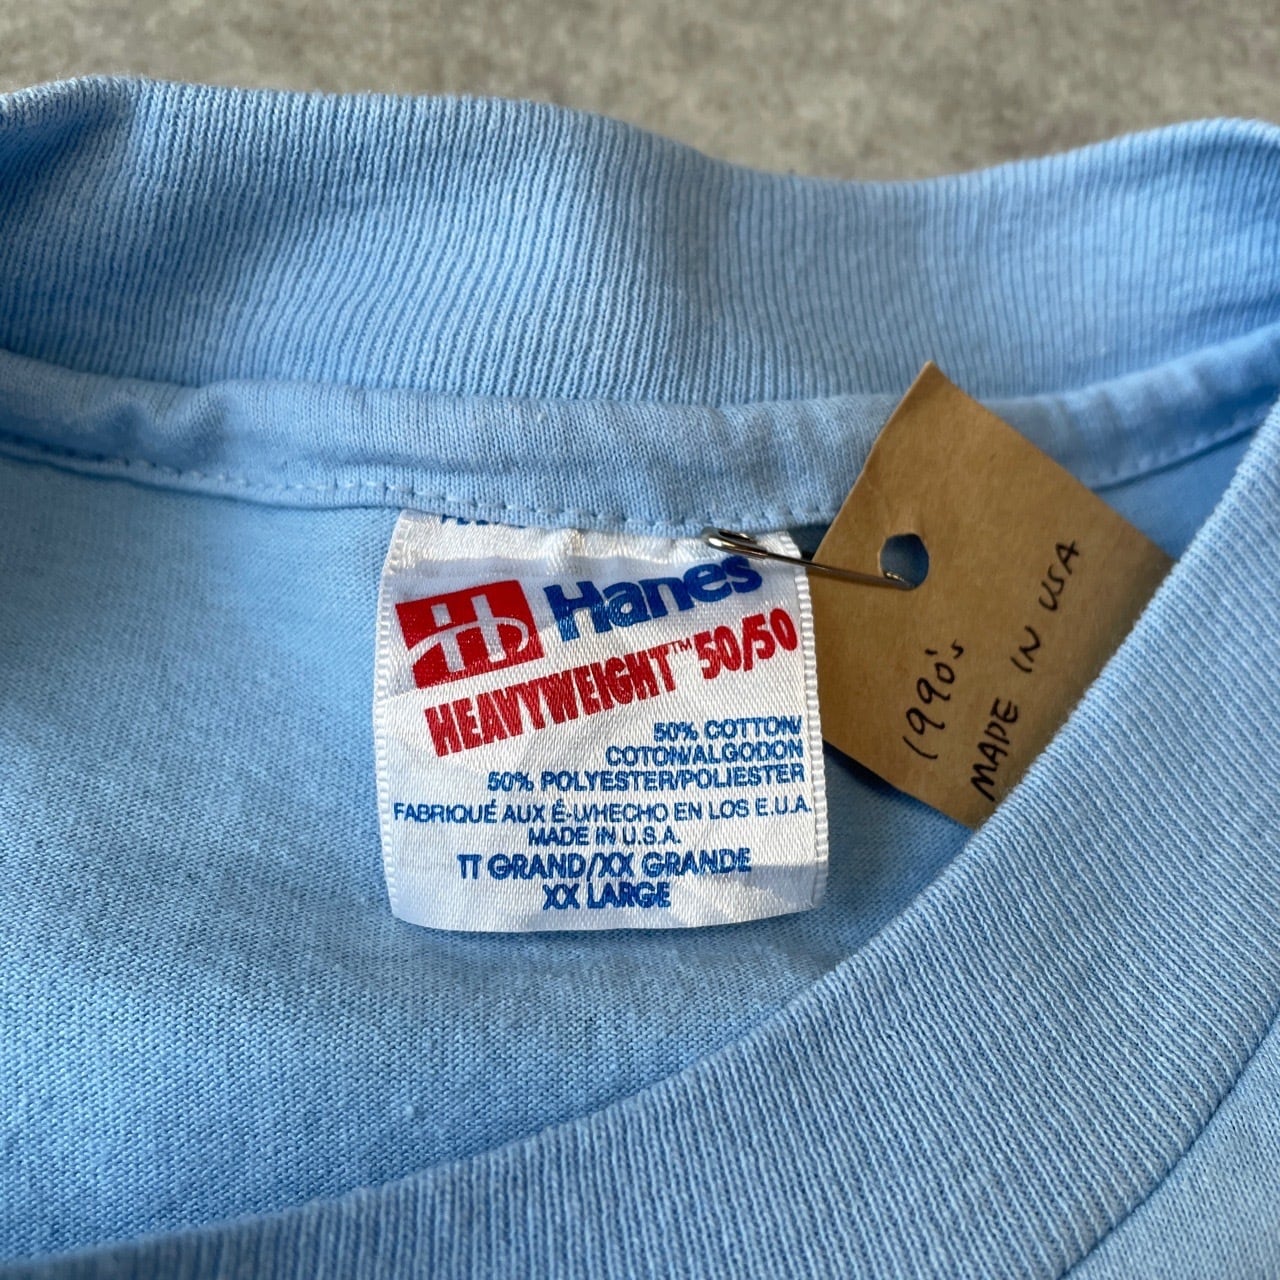 Hanes
HEAVYWEIGHT™ 50/50
50% COTTON/
COTON/ALGODON
50% POLYESTER/POLIESTER
FABRIQUÉ AUX É-U/HECHO EN LOS E.U.A.
MADE IN U.S.A.
TT GRAND/XX GRANDE
XX LARGE
1990's
MADE IN USA